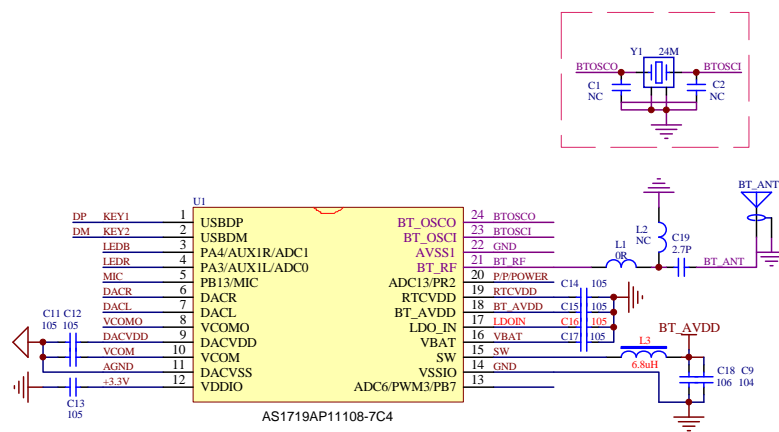 Y1 24M
BTOSCO BTOSCI
C1 C2
NC NC
BT_ANT
U1
DP KEY1 1 USBDP BT_OSCO 24 BTOSCO
DM KEY2 2 USBDM BT_OSCI 23 BTOSCI
LEDB 3 PA4/AUX1R/ADC1 AVSS1 22 GND
LEDR 4 PA3/AUX1L/ADC0 BT_RF 21 BT_RF
L1
0R
L2
NC
C19
2.7P
BT_ANT
MIC 5 PB13/MIC ADC13/PR2 20 P/P/POWER
DACR 6 DACR RTCVDD 19 RTCVDD C14 105
DACL 7 DACL BT_AVDD 18 BT_AVDD C15 105
VCOMO 8 VCOMO LDO_IN 17 LDOIN C16 105
DACVDD 9 DACVDD VBAT 16 VBAT C17 105
VCOM 10 VCOM SW 15 SW
AGND 11 DACVSS VSSIO 14 GND
+3.3V 12 VDDIO ADC6/PWM3/PB7 13
C11 C12
105 105
C13
105
L3
6.8uH
BT_AVDD
C18 C9
106 104
AS1719AP11108-7C4